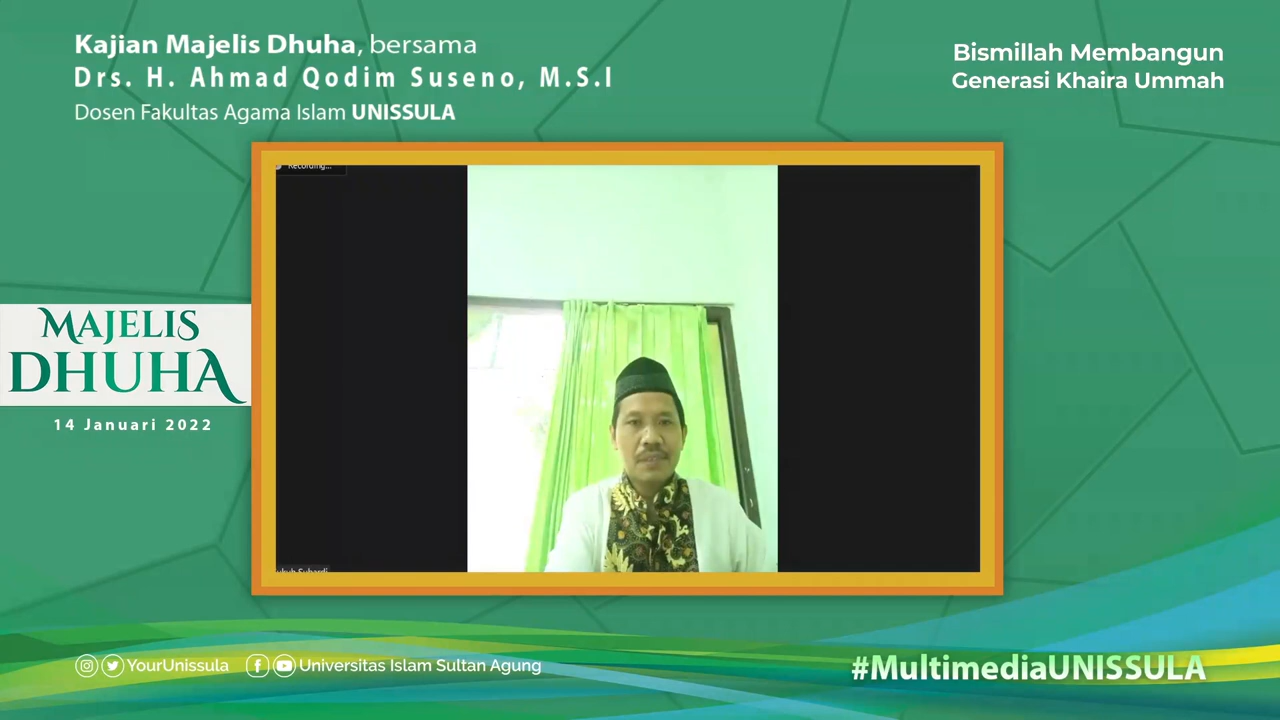 Kajian Majelis Dhuha, bersama
Drs. H. Ahmad Qodim Suseno, M.S.I
Dosen Fakultas Agama Islam UNISSULA
Bismillah Membangun
Generasi Khaira Ummah
Recording...
MAJELIS
DHUHA
14 Januari 2022
YourUnissula
Universitas Islam Sultan Agung
#MultimediaUNISSULA